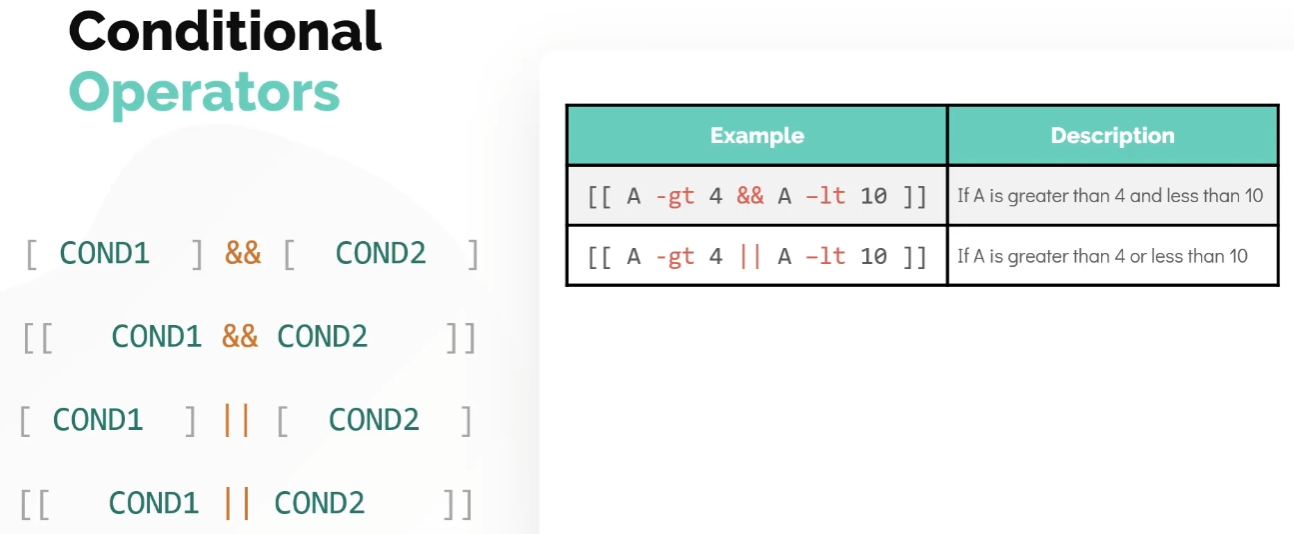 Conditional
Operators
[ COND1 ] && [ COND2 ]
[[ COND1 && COND2 ]]
[ COND1 ] || [ COND2 ]
[[ COND1 || COND2 ]]
Example Description
[[ A -gt 4 && A –lt 10 ]] If A is greater than 4 and less than 10
[[ A -gt 4 || A –lt 10 ]] If A is greater than 4 or less than 10